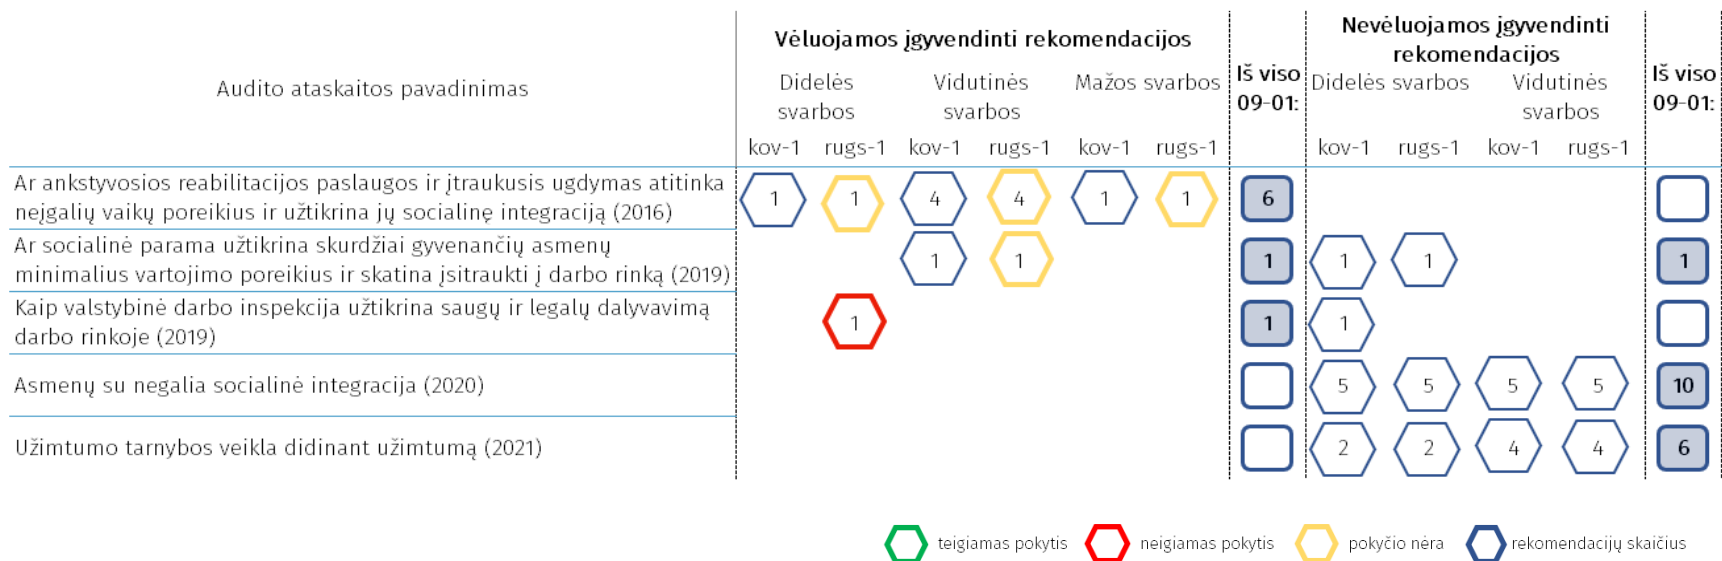 Audito ataskaitos pavadinimas
Vėluojamos įgyvendinti rekomendacijos
Didelės svarbos
Vidutinės svarbos
Mažos svarbos
Iš viso 09-01:
Nevėluojamos įgyvendinti
rekomendacijos
Didelės svarbos
Vidutinės svarbos
Iš viso 09-01:
kov-1 rugs-1 kov-1 rugs-1 kov-1 rugs-1 kov-1 rugs-1 kov-1 rugs-1
Ar ankstyvosios reabilitacijos paslaugos ir įtraukusis ugdymas atitinka
neįgalių vaikų poreikius ir užtikrina jų socialinę integraciją (2016)
1 1 4 4 1 1 6
Ar socialinė parama užtikrina skurdžiai gyvenančių asmenų
minimalius vartojimo poreikius ir skatina įsitraukti į darbo rinką (2019)
1 1 1 1 1 1
Kaip valstybinė darbo inspekcija užtikrina saugų ir legalų dalyvavimą
darbo rinkoje (2019)
1 1 1
Asmenų su negalia socialinė integracija (2020)
5 5 5 5 10
Užimtumo tarnybos veikla didinant užimtumą (2021)
2 2 4 4 6
teigiamas pokytis neigiamas pokytis pokyčio nėra rekomendacijų skaičius